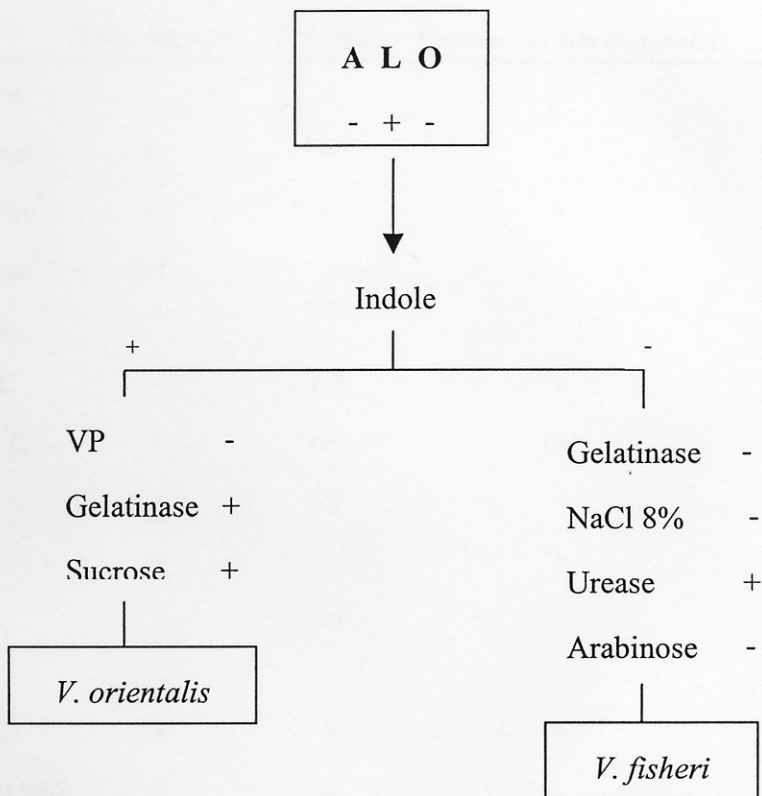 A L O
- + -
Indole
+ -
VP -
Gelatinase +
Sucrose +
V. orientalis
Gelatinase -
NaCl 8% -
Urease +
Arabinose -
V. fisheri